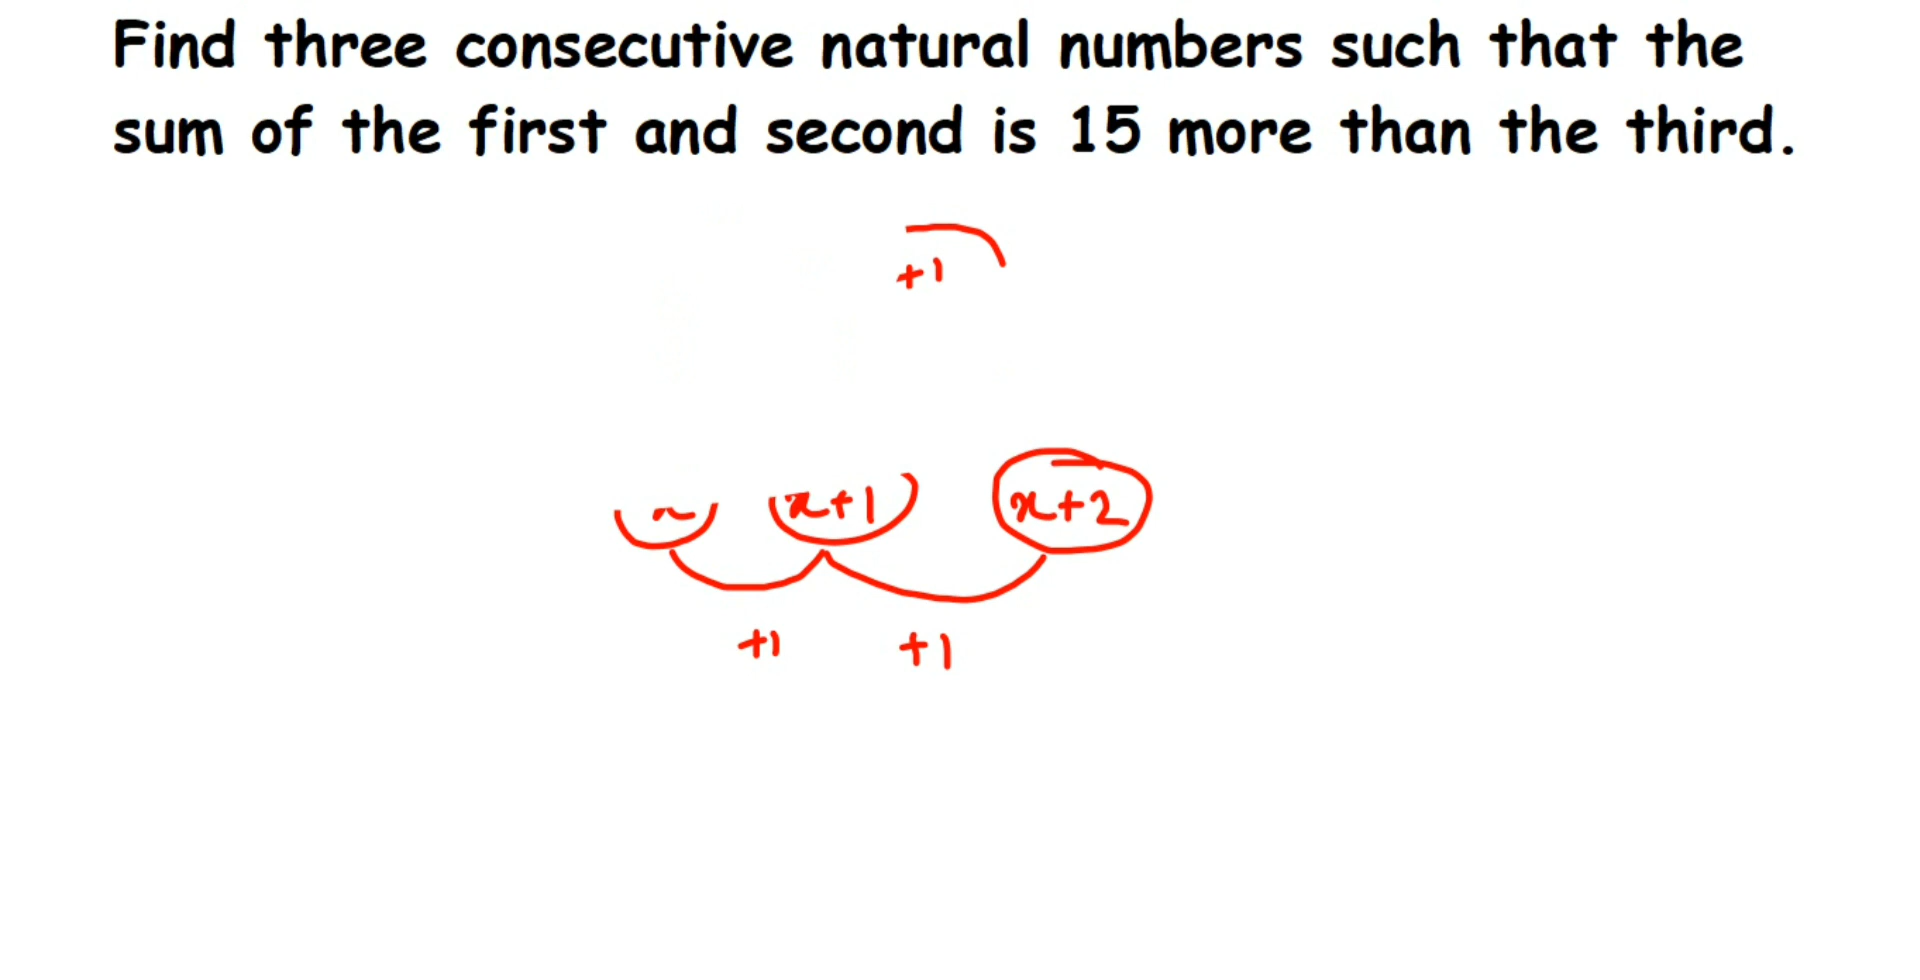 Find three consecutive natural numbers such that the
sum of the first and second is 15 more than the third.
+1
x x+1 x+2
+1 +1